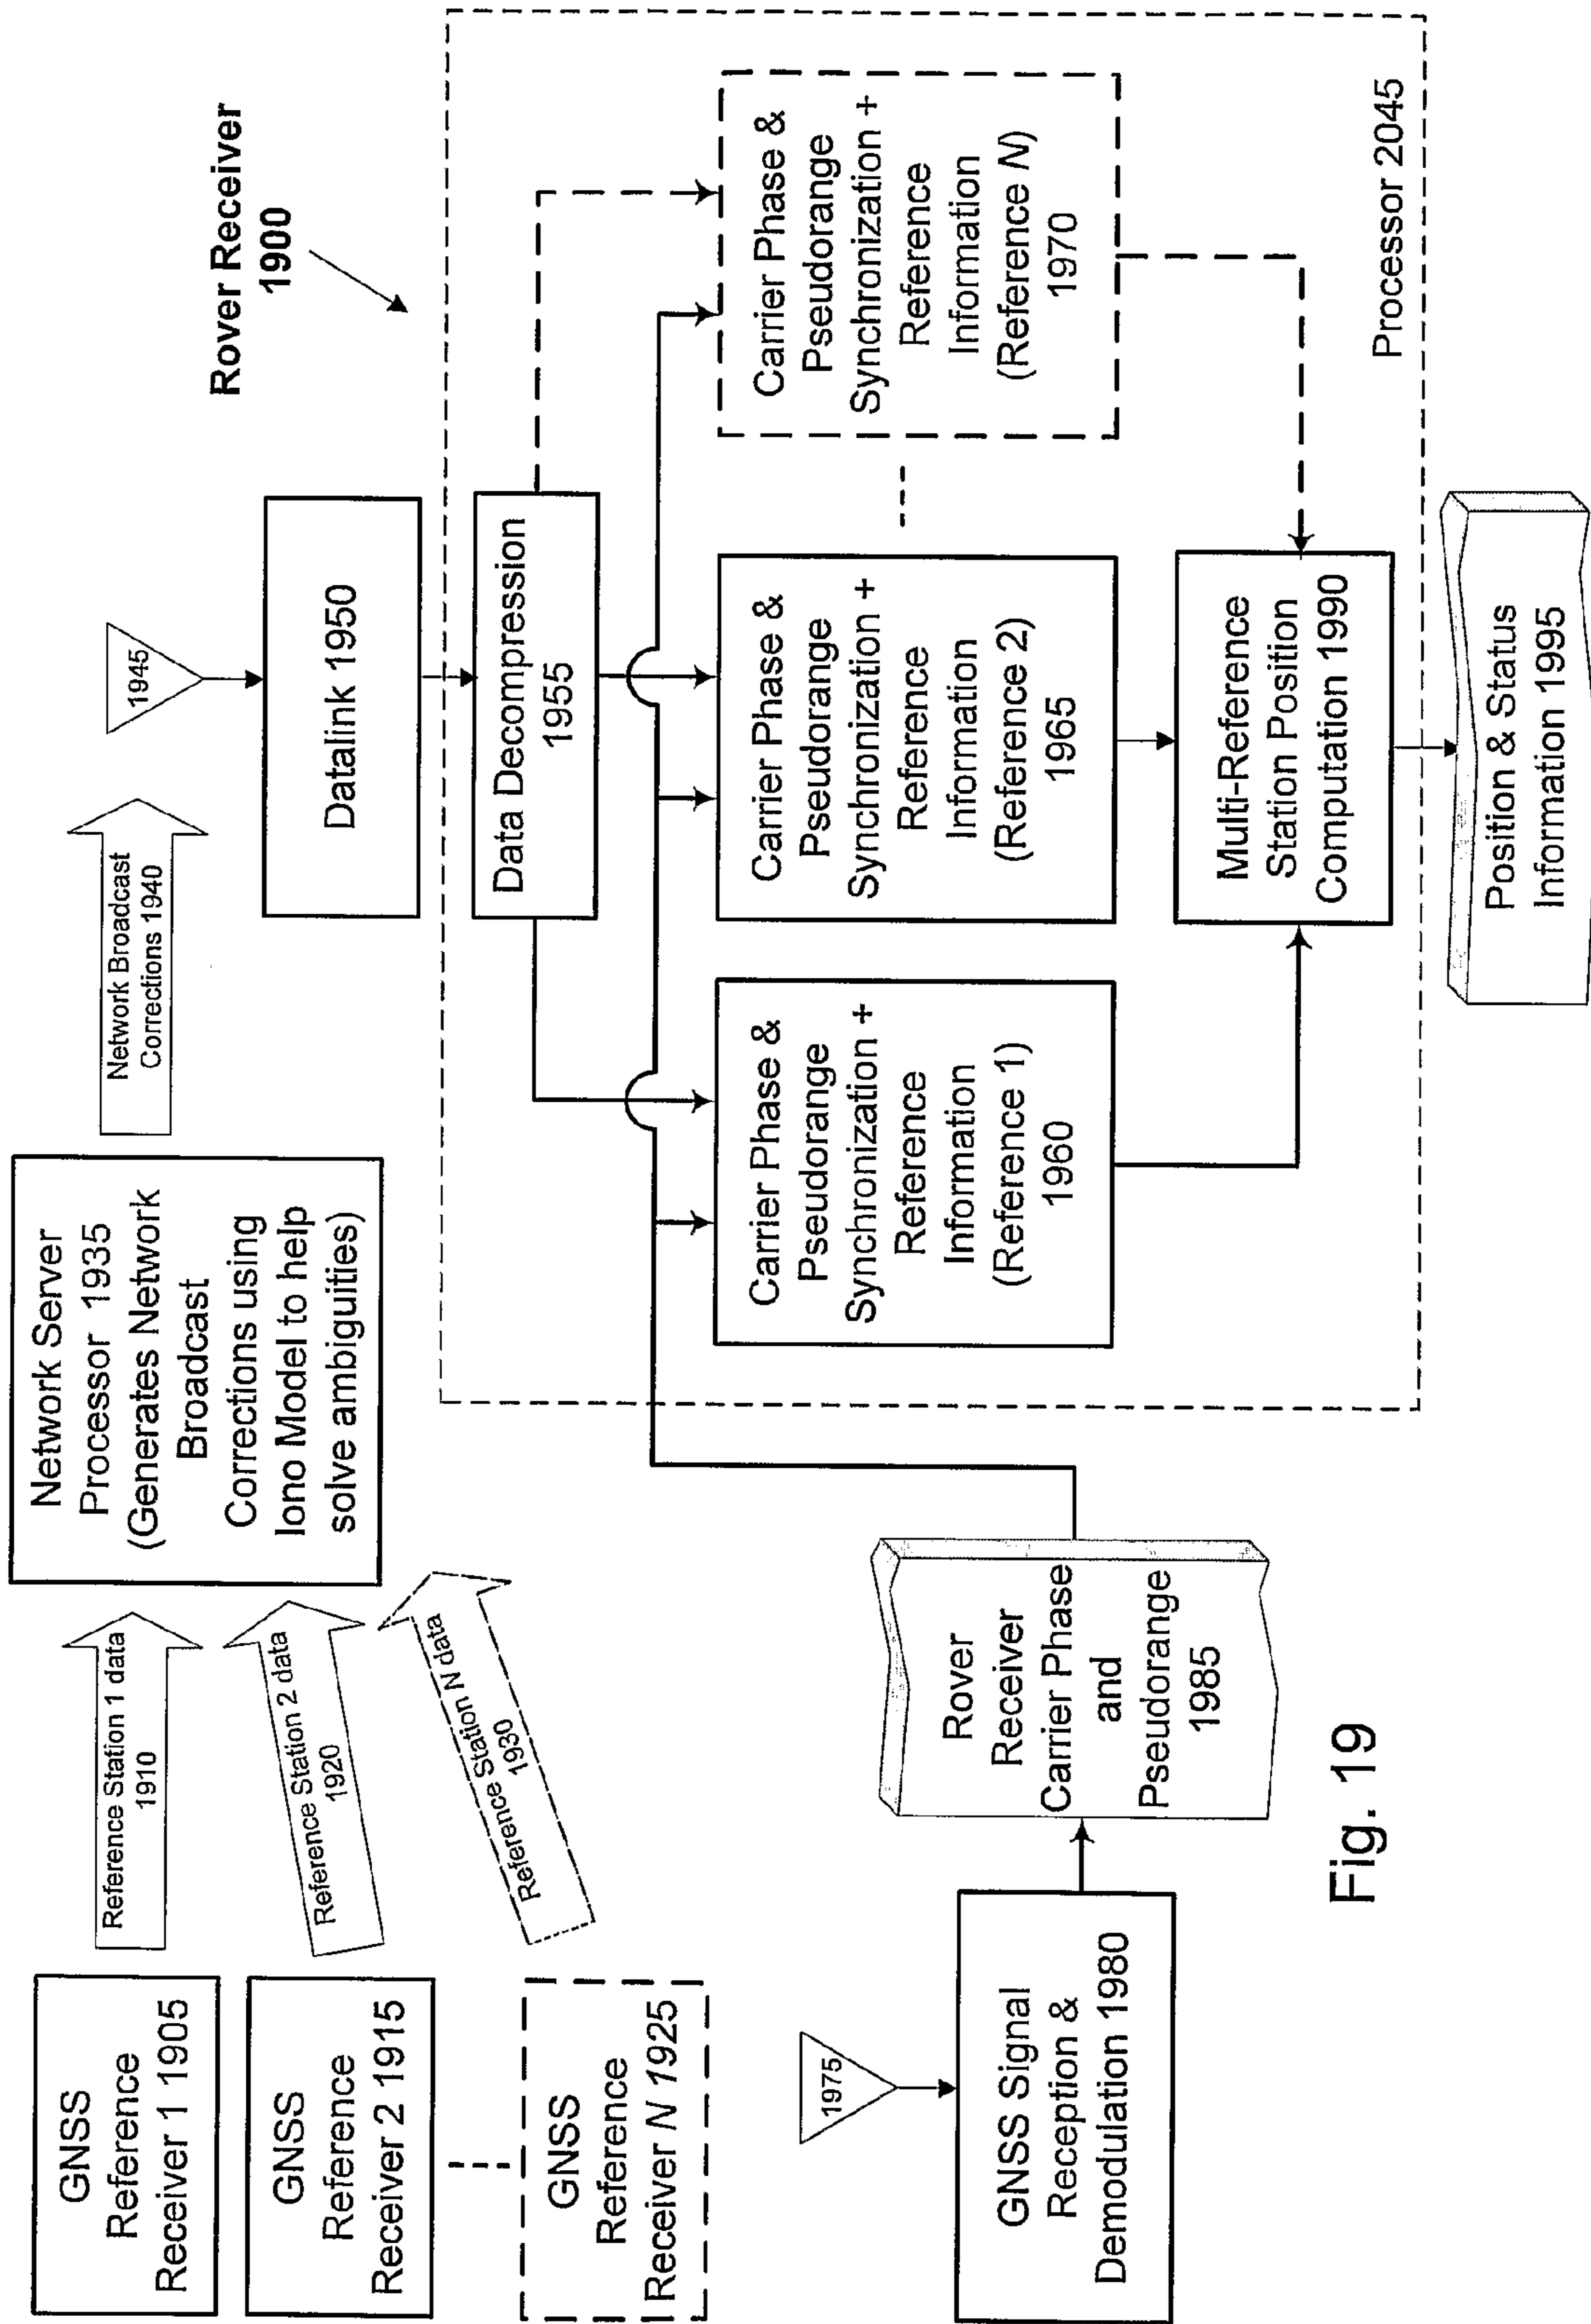 GNSS
Reference
Receiver 1 1905
GNSS
Reference
Receiver 2 1915
GNSS
Reference
Receiver N 1925
Reference Station 1 data
1910
Reference Station 2 data
1920
Reference Station N data
1930
Network Server
Processor 1935
(Generates Network
Broadcast
Corrections using
Iono Model to help
solve ambiguities)
Network Broadcast
Corrections 1940
1945
Rover Receiver
1900
Datalink 1950
Data Decompression
1955
Carrier Phase &
Pseudorange
Synchronization +
Reference
Information
(Reference 1)
1960
Carrier Phase &
Pseudorange
Synchronization +
Reference
Information
(Reference 2)
1965
Carrier Phase &
Pseudorange
Synchronization +
Reference
Information
(Reference N)
1970
1975
GNSS Signal
Reception &
Demodulation 1980
Rover
Receiver
Carrier Phase
and
Pseudorange
1985
Multi-Reference
Station Position
Computation 1990
Processor 2045
Position & Status
Information 1995
Fig. 19